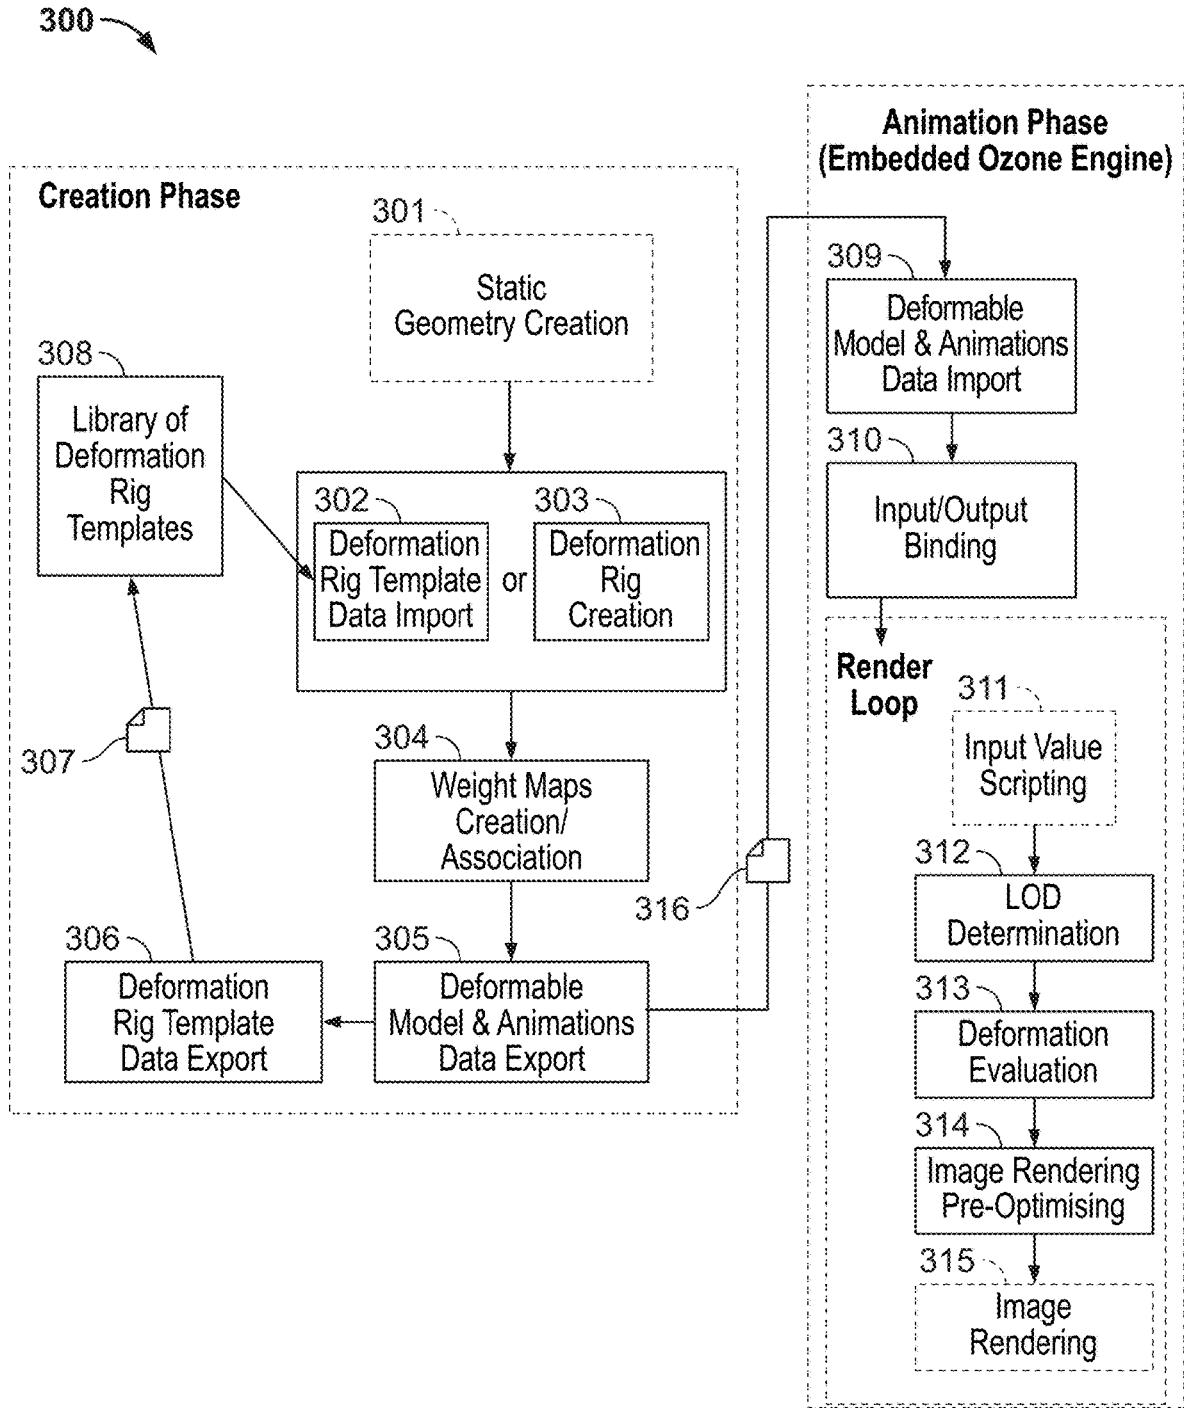 300
Creation Phase
301
Static
Geometry Creation
308
Library of
Deformation
Rig
Templates
302
Deformation
Rig Template
Data Import
or
303
Deformation
Rig
Creation
304
Weight Maps
Creation/
Association
307
306
Deformation
Rig Template
Data Export
305
Deformable
Model & Animations
Data Export
316
Animation Phase
(Embedded Ozone Engine)
309
Deformable
Model & Animations
Data Import
310
Input/Output
Binding
Render
Loop
311
Input Value
Scripting
312
LOD
Determination
313
Deformation
Evaluation
314
Image Rendering
Pre-Optimising
315
Image
Rendering